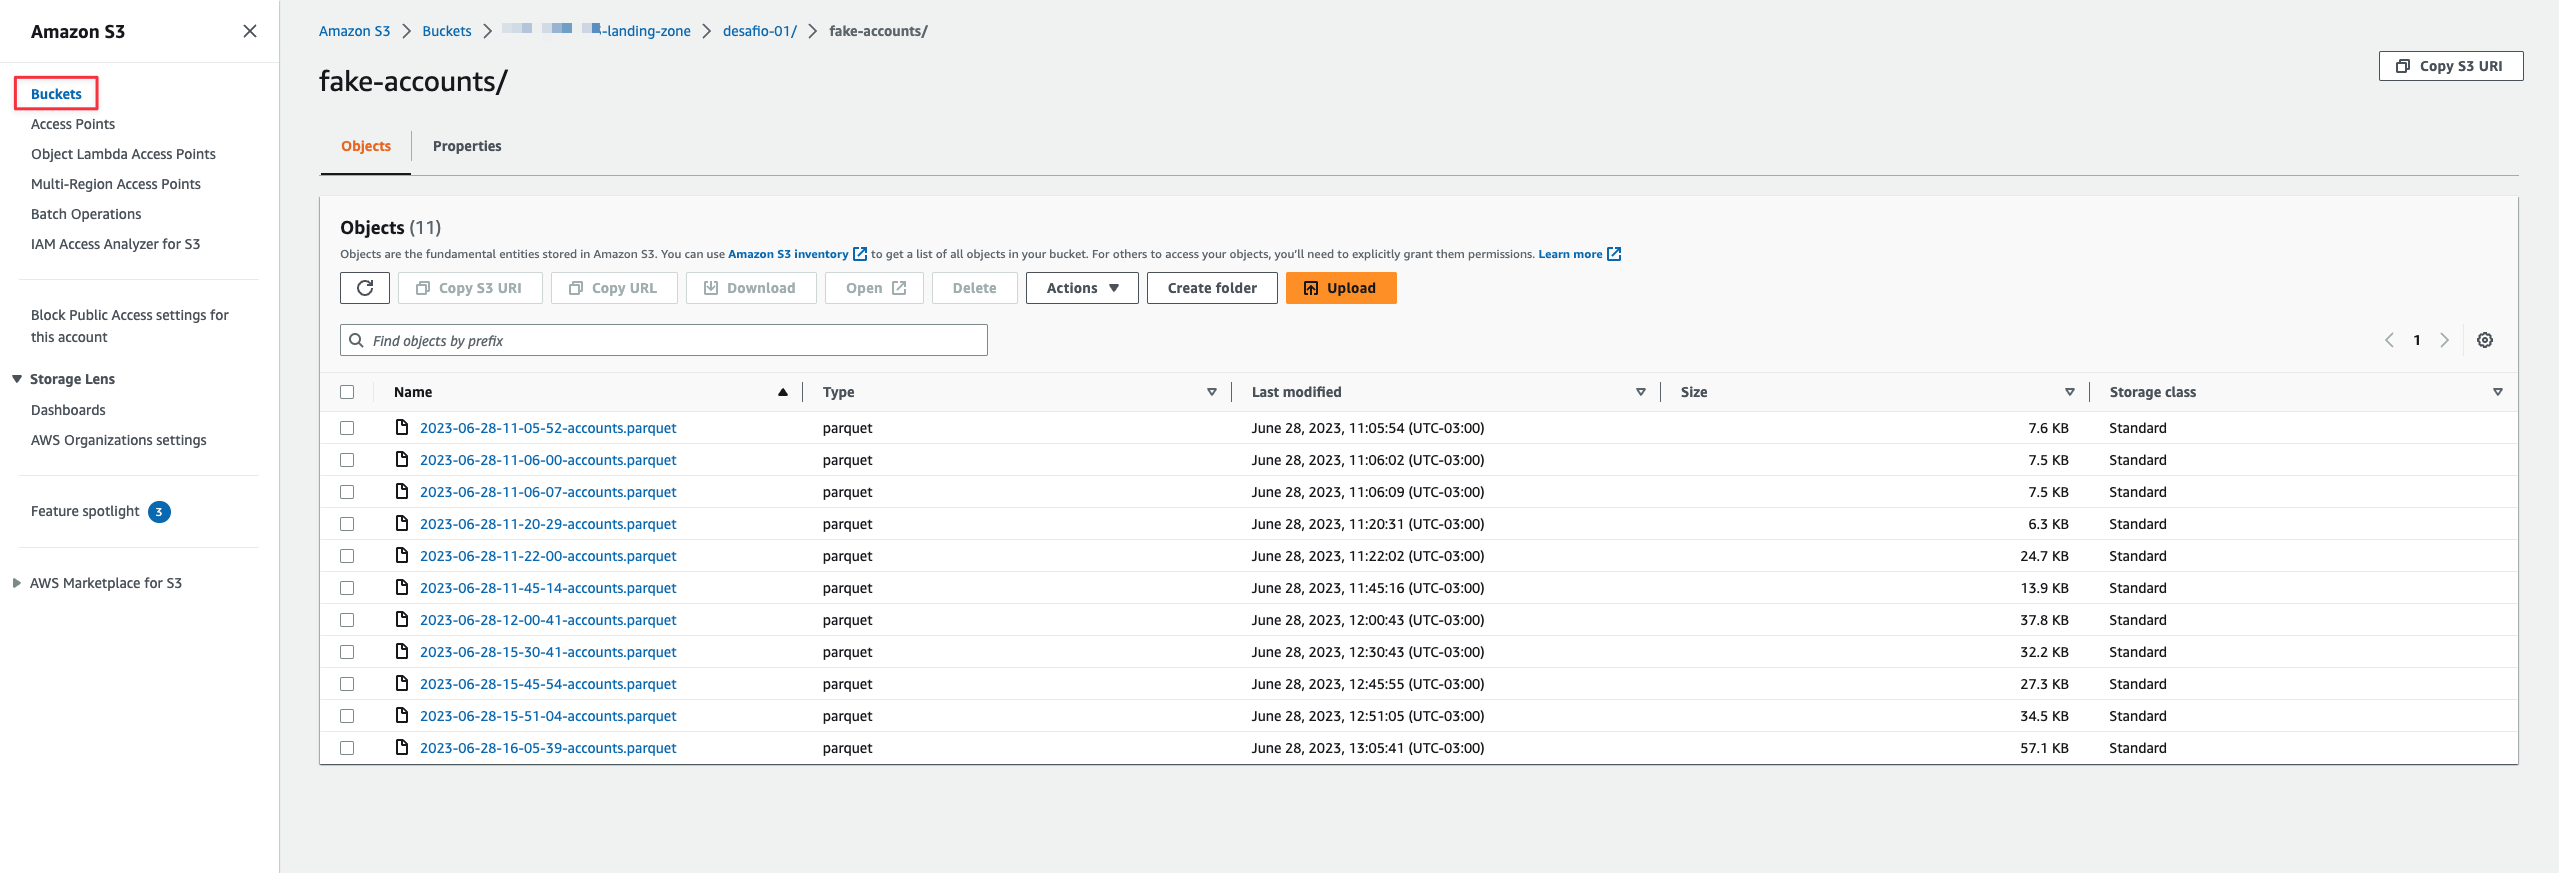 Amazon S3
Buckets
Access Points
Object Lambda Access Points
Multi-Region Access Points
Batch Operations
IAM Access Analyzer for S3
Block Public Access settings for
this account
Storage Lens
Dashboards
AWS Organizations settings
Feature spotlight 3
AWS Marketplace for S3
Amazon S3 Buckets -landing-zone desafio-01/ fake-accounts/
fake-accounts/
Copy S3 URI
Objects Properties
Objects (11)
Objects are the fundamental entities stored in Amazon S3. You can use Amazon S3 inventory to get a list of all objects in your bucket. For others to access your objects, you'll need to explicitly grant them permissions. Learn more
Copy S3 URI Copy URL Download Open Delete Actions Create folder Upload
Find objects by prefix
1
Name Type Last modified Size Storage class
2023-06-28-11-05-52-accounts.parquet parquet June 28, 2023, 11:05:54 (UTC-03:00) 7.6 KB Standard
2023-06-28-11-06-00-accounts.parquet parquet June 28, 2023, 11:06:02 (UTC-03:00) 7.5 KB Standard
2023-06-28-11-06-07-accounts.parquet parquet June 28, 2023, 11:06:09 (UTC-03:00) 7.5 KB Standard
2023-06-28-11-20-29-accounts.parquet parquet June 28, 2023, 11:20:31 (UTC-03:00) 6.3 KB Standard
2023-06-28-11-22-00-accounts.parquet parquet June 28, 2023, 11:22:02 (UTC-03:00) 24.7 KB Standard
2023-06-28-11-45-14-accounts.parquet parquet June 28, 2023, 11:45:16 (UTC-03:00) 13.9 KB Standard
2023-06-28-12-00-41-accounts.parquet parquet June 28, 2023, 12:00:43 (UTC-03:00) 37.8 KB Standard
2023-06-28-15-30-41-accounts.parquet parquet June 28, 2023, 12:30:43 (UTC-03:00) 32.2 KB Standard
2023-06-28-15-45-54-accounts.parquet parquet June 28, 2023, 12:45:55 (UTC-03:00) 27.3 KB Standard
2023-06-28-15-51-04-accounts.parquet parquet June 28, 2023, 12:51:05 (UTC-03:00) 34.5 KB Standard
2023-06-28-16-05-39-accounts.parquet parquet June 28, 2023, 13:05:41 (UTC-03:00) 57.1 KB Standard